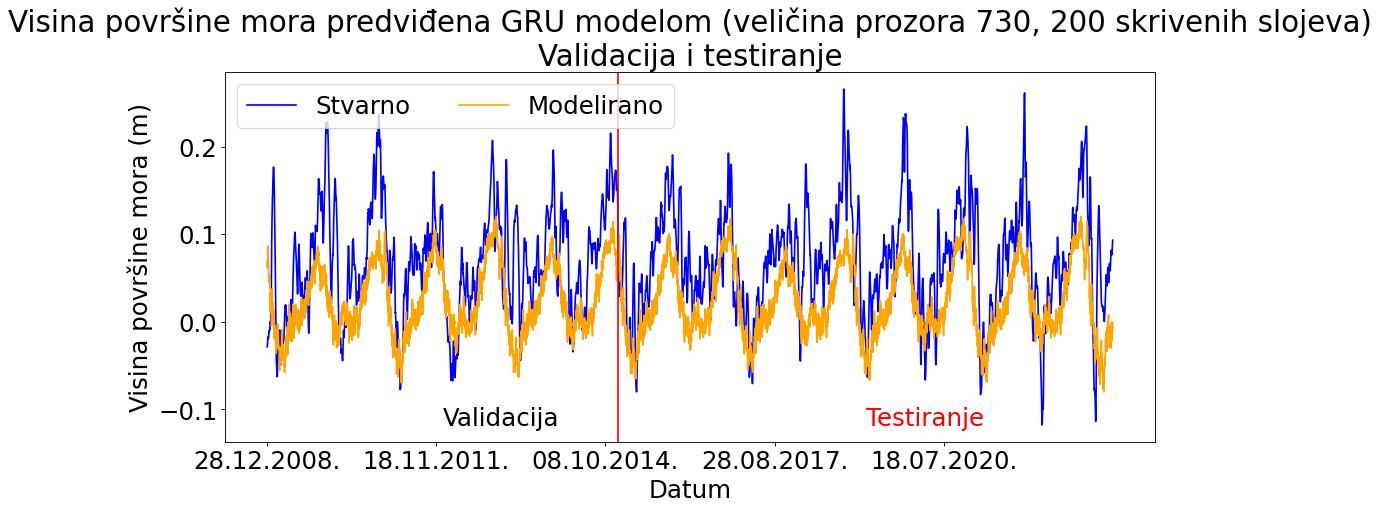 Visina površine mora predviđena GRU modelom (veličina prozora 730, 200 skrivenih slojeva)
Validacija i testiranje
Stvarno Modelirano
Visina površine mora (m)
0.2
0.1
0.0
−0.1
Validacija Testiranje
28.12.2008. 18.11.2011. 08.10.2014. 28.08.2017. 18.07.2020.
Datum